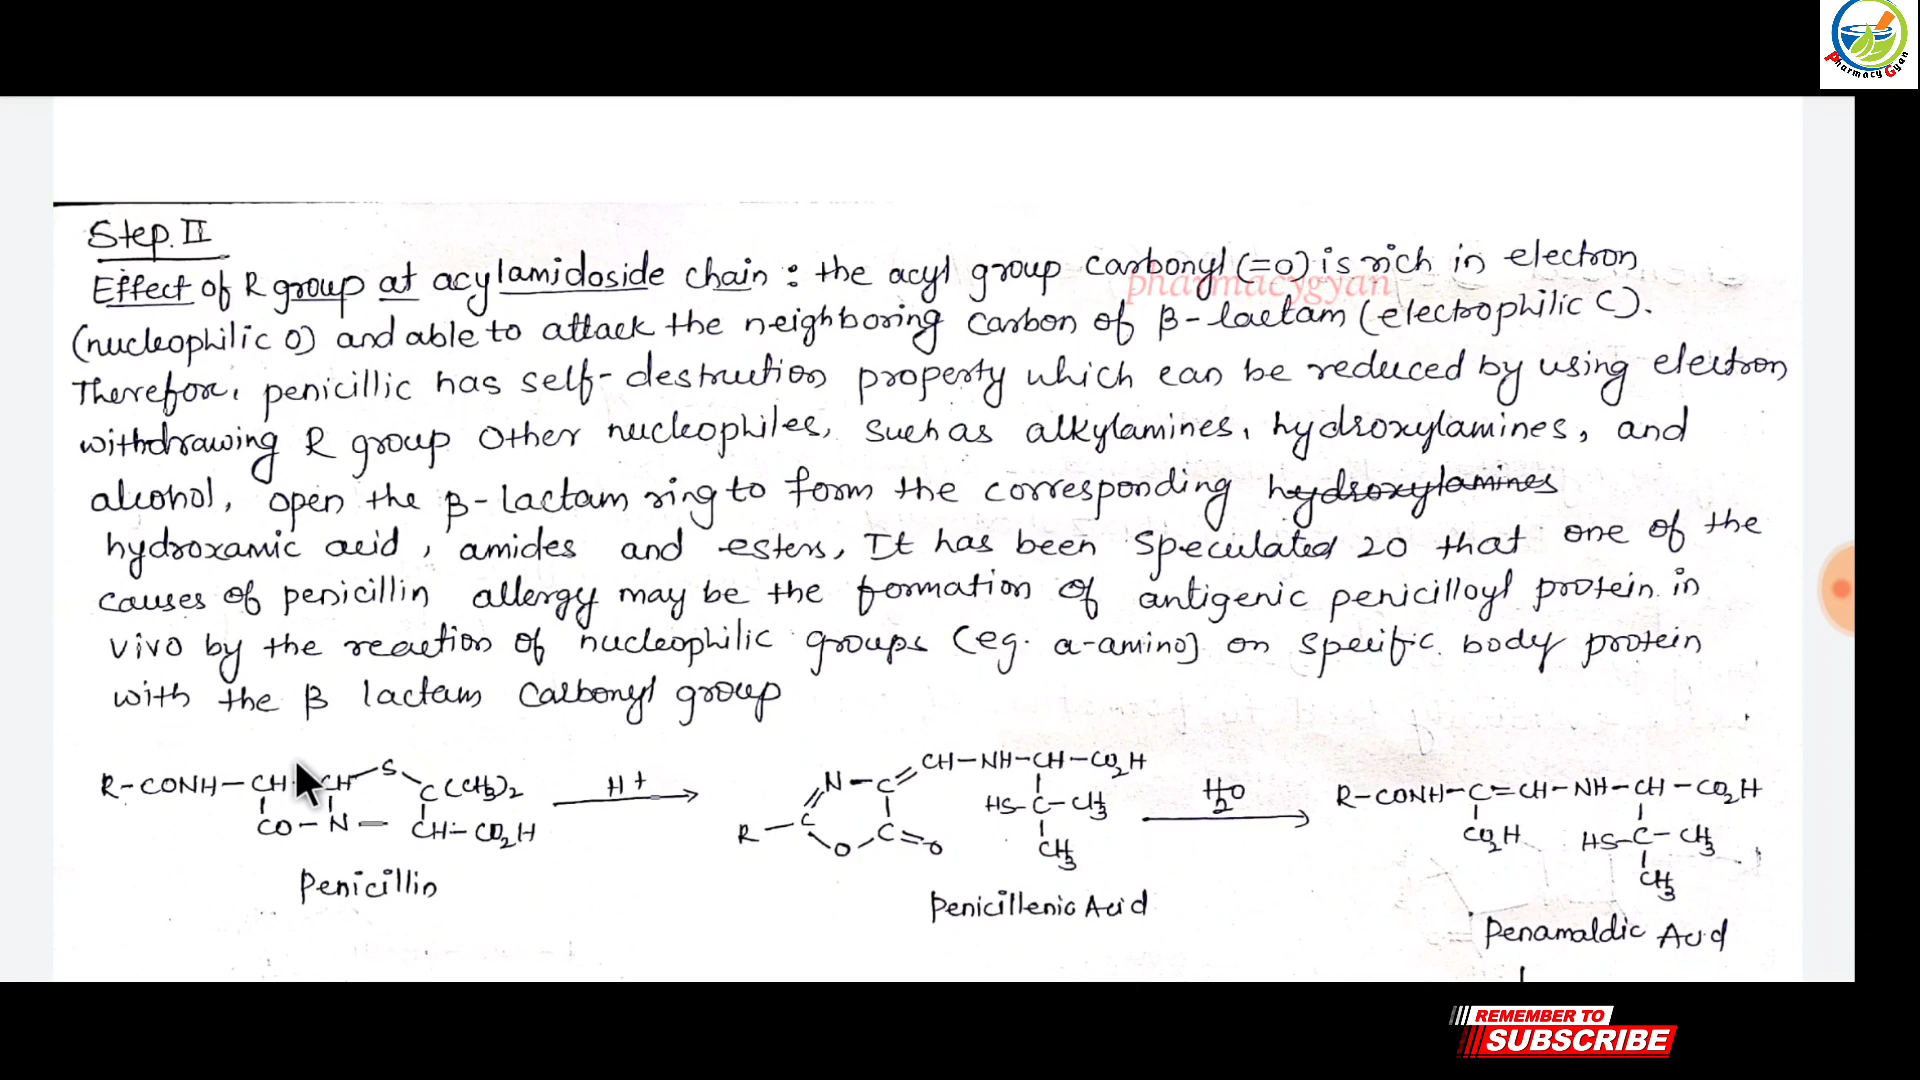 Pharmacy Gyan
Step. II
Effect of R group at acylamidoside chain : the acyl group carbonyl (=o) is rich in electron
pharmacygyan
(nucleophilic o) and able to attack the neighboring carbon of β-lactam (electrophilic C).
Therefore, penicillic has self-destruction property which can be reduced by using electron
withdrawing R group Other nucleophiles, such as alkylamines, hydroxylamines, and
alcohol, open the β-lactam ring to form the corresponding hydroxylamines
hydroxamic acid, amides and esters, It has been speculated 20 that one of the
causes of penicillin allergy may be the formation of antigenic penicilloyl protein in
vivo by the reaction of nucleophilic groups (eg. α-amino) on specific body protein
with the β lactam carbonyl group
R-CONH-CH-CH-S-C(CH3)2
CO-N-CH-CO2H
H+
N-C=CH-NH-CH-CO2H
R-C-O-C=O
HS-C-CH3
CH3
H2O
R-CONH-C=CH-NH-CH-CO2H
CO2H HS-C-CH3
CH3
Penicillin
Penicillenic Acid
Penamaldic Acid
REMEMBER TO
SUBSCRIBE